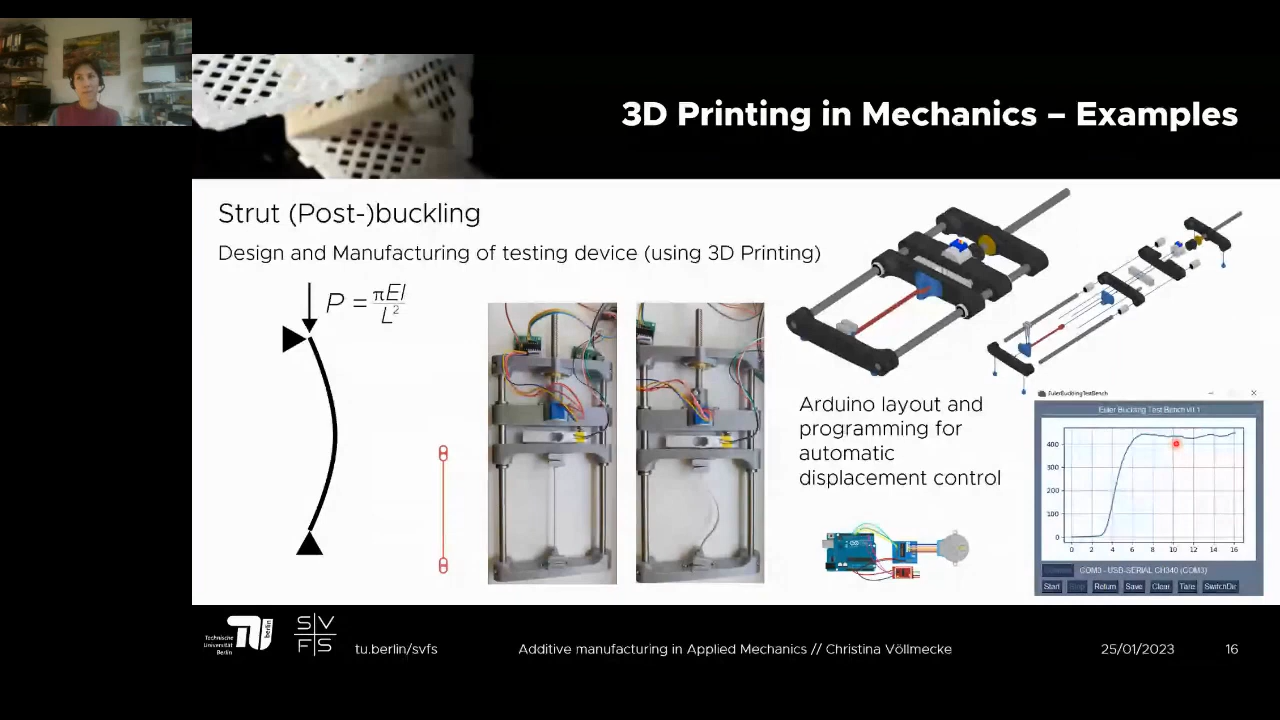 3D Printing in Mechanics – Examples
Strut (Post-)buckling
Design and Manufacturing of testing device (using 3D Printing)
P = πEI
L²
Arduino layout and
programming for
automatic
displacement control
EulerBucklingTestBench
Euler Buckling Test Bench v0.1
400
300
200
100
0
0 2 4 6 8 10 12 14 16
COM3 - USB-SERIAL CH340 (COM3)
Start Return Save Clear Tare SwitchDir
Technische
Universität
Berlin
berlin
S V
F S
tu.berlin/svfs
Additive manufacturing in Applied Mechanics // Christina Völlmecke
25/01/2023
16